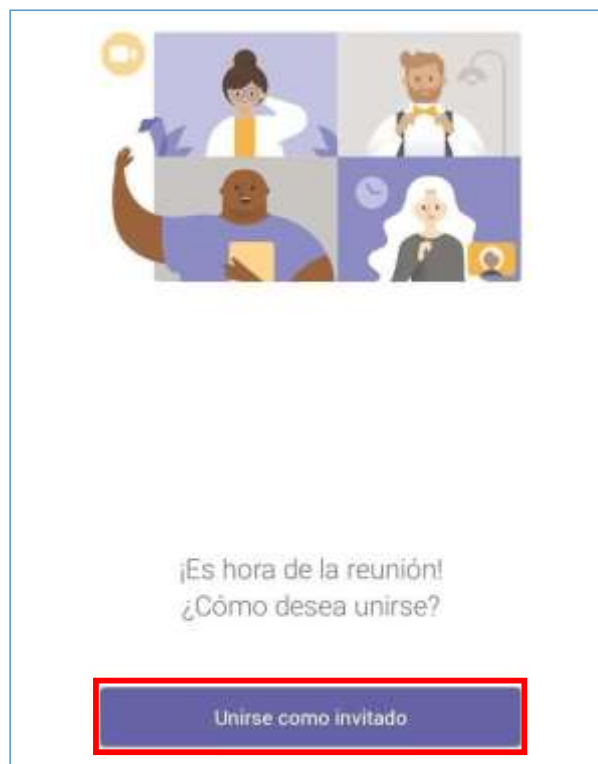 ¡Es hora de la reunión!
¿Cómo desea unirse?
Unirse como invitado